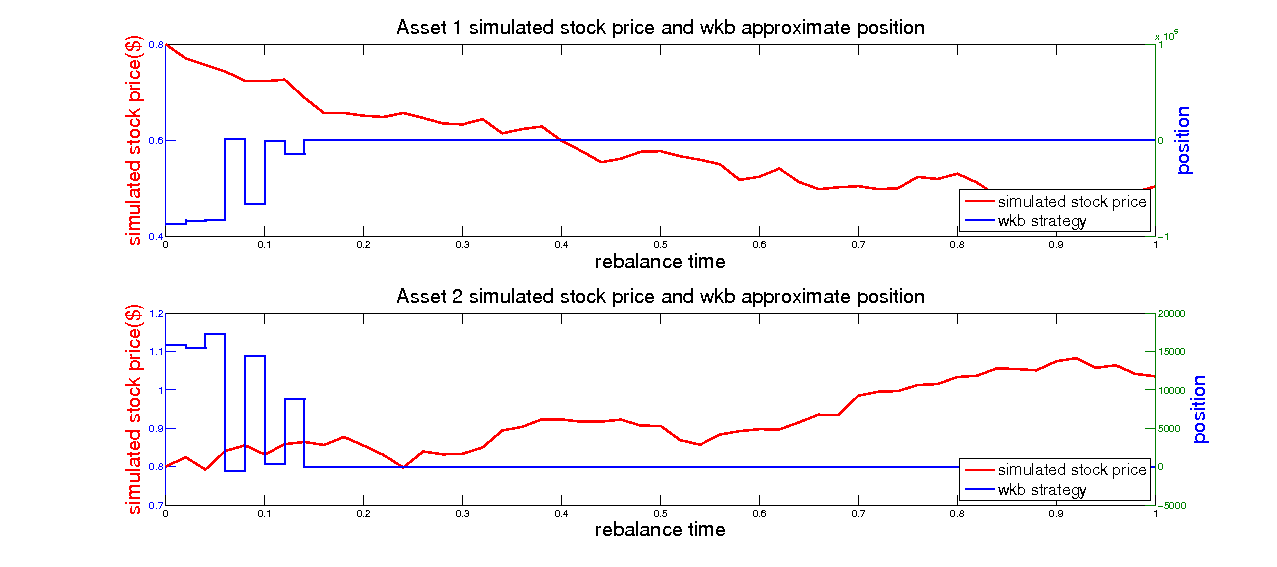 Asset 1 simulated stock price and wkb approximate position
x 10^5
simulated stock price($)
0.8
0.6
0.4
1
0
-1
position
simulated stock price
wkb strategy
0 0.1 0.2 0.3 0.4 0.5 0.6 0.7 0.8 0.9 1
rebalance time
Asset 2 simulated stock price and wkb approximate position
simulated stock price($)
1.2
1.1
1
0.9
0.8
0.7
20000
15000
10000
5000
0
-5000
position
simulated stock price
wkb strategy
0 0.1 0.2 0.3 0.4 0.5 0.6 0.7 0.8 0.9 1
rebalance time